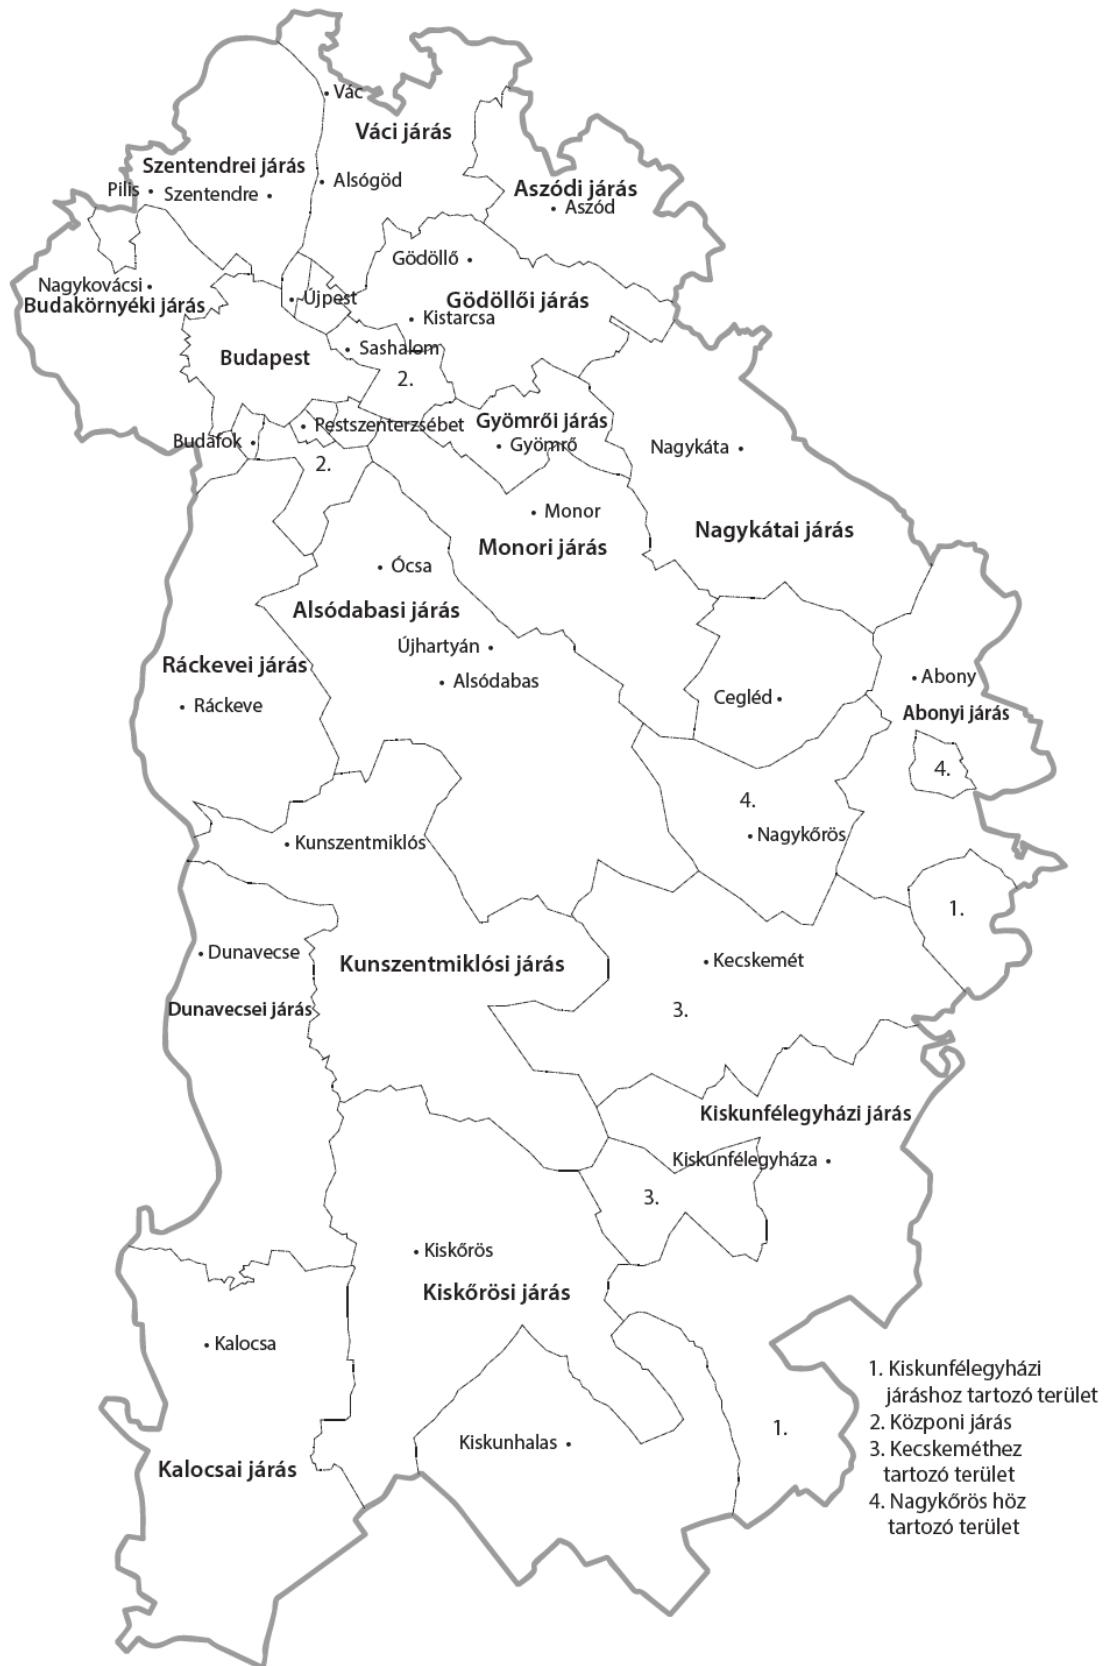 Vác
Váci járás
Szentendrei járás
Pilis
Szentendre
Alsógöd
Aszódi járás
Aszód
Gödöllő
Nagykovácsi
Budakörnyéki járás
Újpest
Gödöllői járás
Kistarcsa
Budapest
Sashalom
2.
Gyömrői járás
Pestszenterzsébet
Budafok
Gyömrő
Nagykáta
2.
Monor
Nagykátai járás
Monori járás
Ócsa
Alsódabasi járás
Újhartyán
Ráckevei járás
Alsódabas
Abony
Ráckeve
Cegléd
Abonyi járás
4.
4.
Nagykőrös
Kunszentmiklós
1.
Dunavecse
Kunszentmiklósi járás
Kecskemét
Dunavecsei járás
3.
Kiskunfélegyházi járás
Kiskunfélegyháza
3.
Kiskőrös
Kiskőrösi járás
Kalocsa
1. Kiskunfélegyházi
járáshoz tartozó terület
2. Közponi járás
3. Kecskeméthez
tartozó terület
4. Nagykőrös höz
tartozó terület
1.
Kiskunhalas
Kalocsai járás